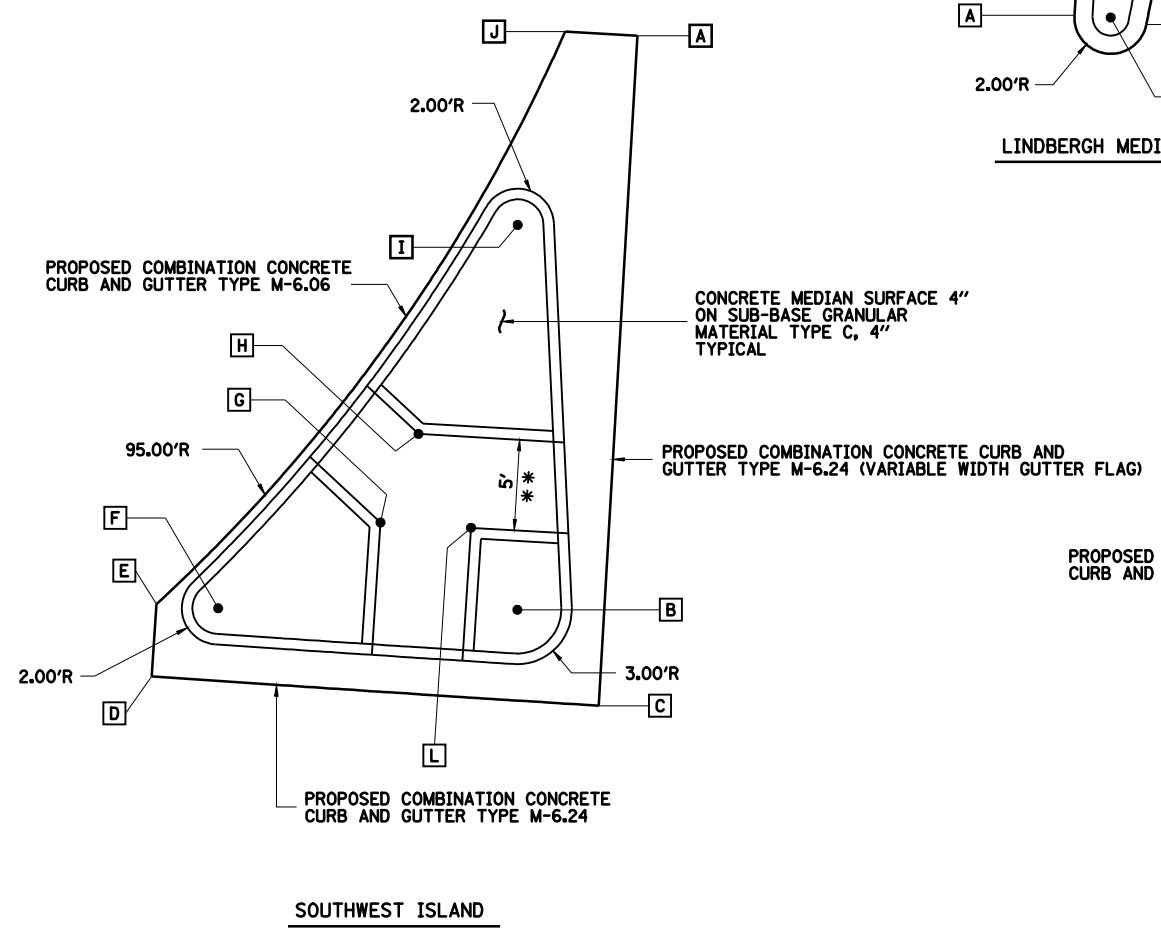 J
A
A
2.00'R
2.00'R
LINDBERGH MEDI
I
PROPOSED COMBINATION CONCRETE
CURB AND GUTTER TYPE M-6.06
CONCRETE MEDIAN SURFACE 4"
ON SUB-BASE GRANULAR
MATERIAL TYPE C, 4"
TYPICAL
H
G
95.00'R
PROPOSED COMBINATION CONCRETE CURB AND
GUTTER TYPE M-6.24 (VARIABLE WIDTH GUTTER FLAG)
5'
**
F
E
PROPOSED
CURB AND
B
2.00'R
3.00'R
D
C
L
PROPOSED COMBINATION CONCRETE
CURB AND GUTTER TYPE M-6.24
SOUTHWEST ISLAND